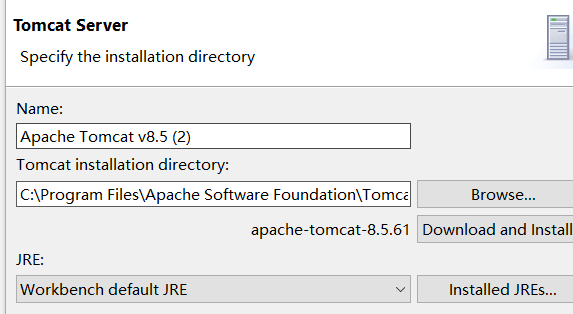 Tomcat Server
Specify the installation directory
Name:
Apache Tomcat v8.5 (2)
Tomcat installation directory:
C:\Program Files\Apache Software Foundation\Tomca
Browse...
apache-tomcat-8.5.61
Download and Install
JRE:
Workbench default JRE
Installed JREs...